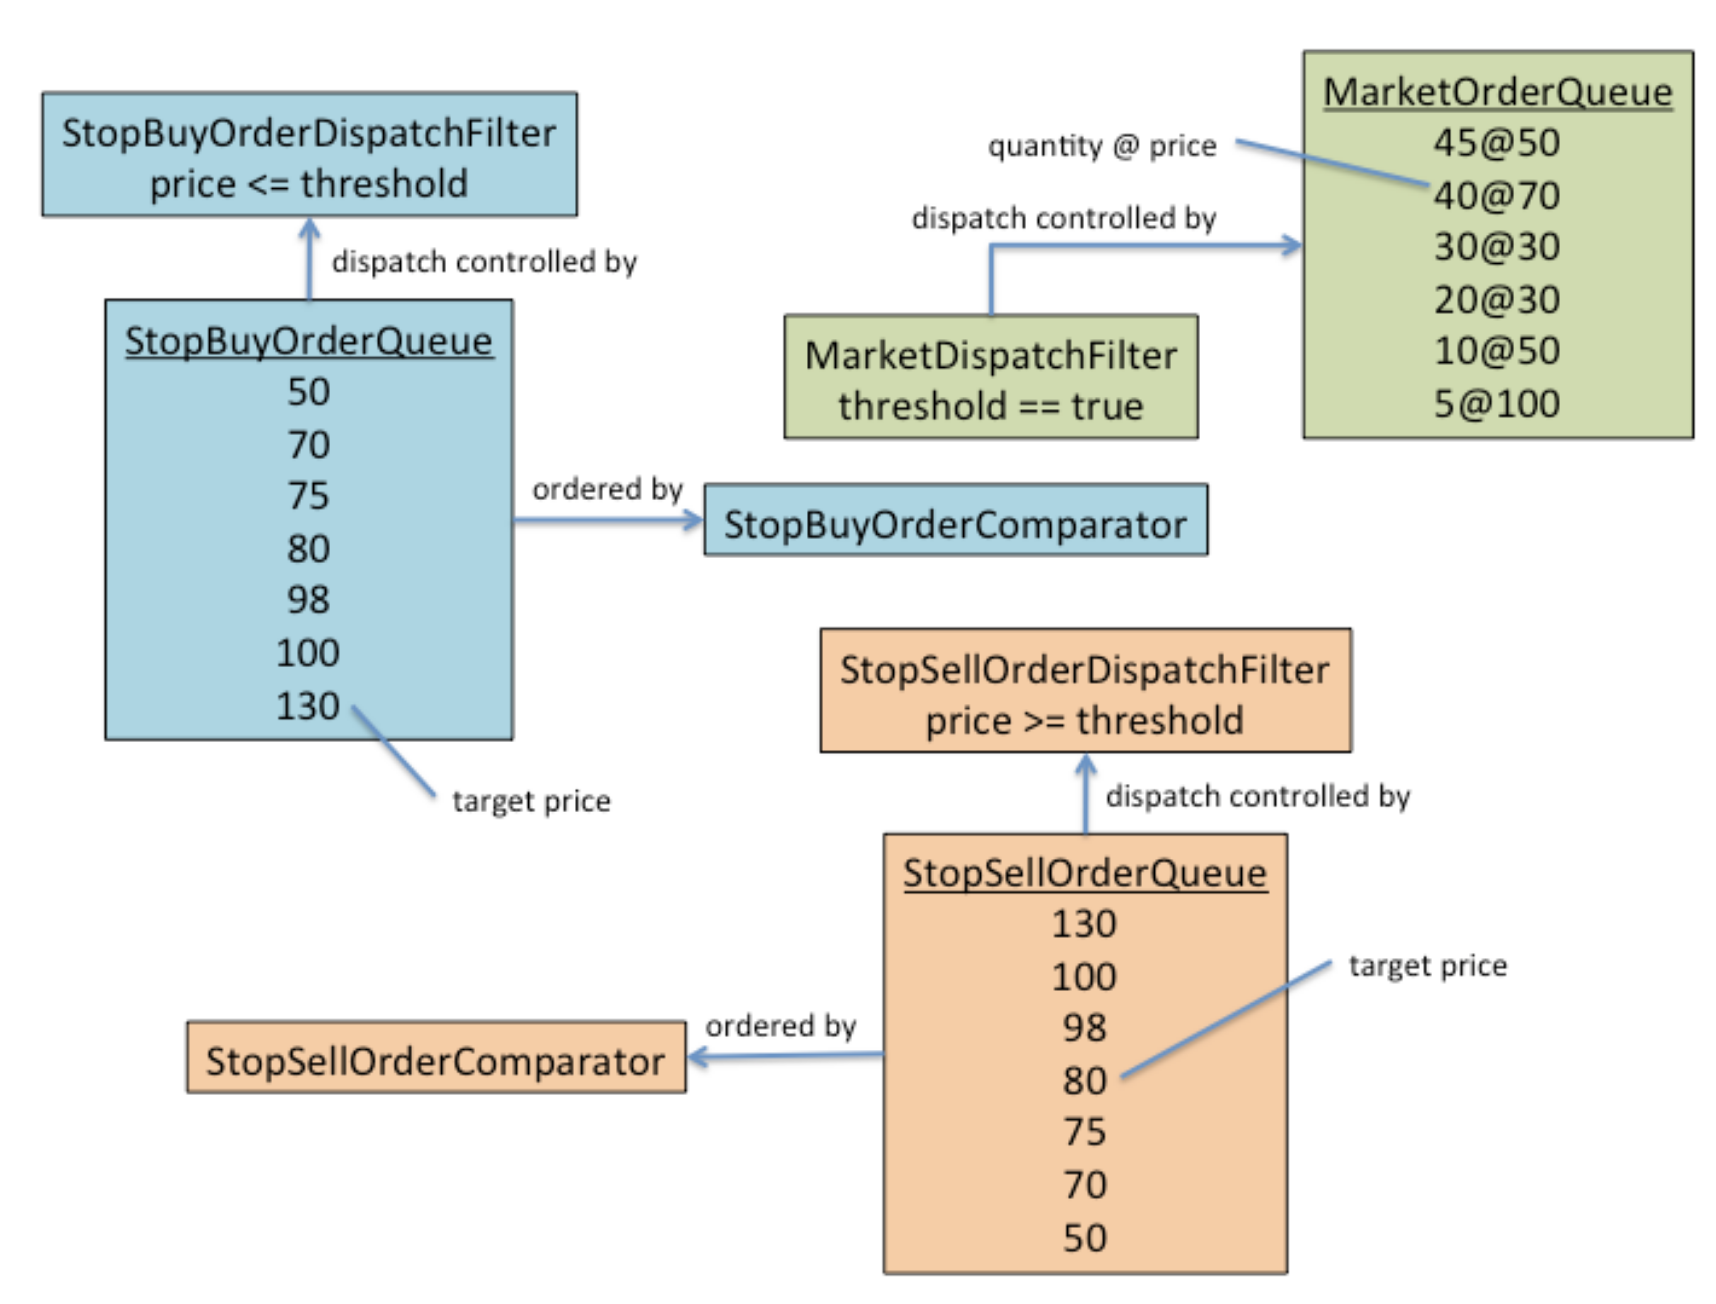 StopBuyOrderDispatchFilter
price <= threshold
dispatch controlled by
StopBuyOrderQueue
50
70
75
80
98
100
130
target price
ordered by
StopBuyOrderComparator
MarketOrderQueue
45@50
40@70
30@30
20@30
10@50
5@100
quantity @ price
dispatch controlled by
MarketDispatchFilter
threshold == true
StopSellOrderDispatchFilter
price >= threshold
dispatch controlled by
StopSellOrderQueue
130
100
98
80
75
70
50
target price
ordered by
StopSellOrderComparator